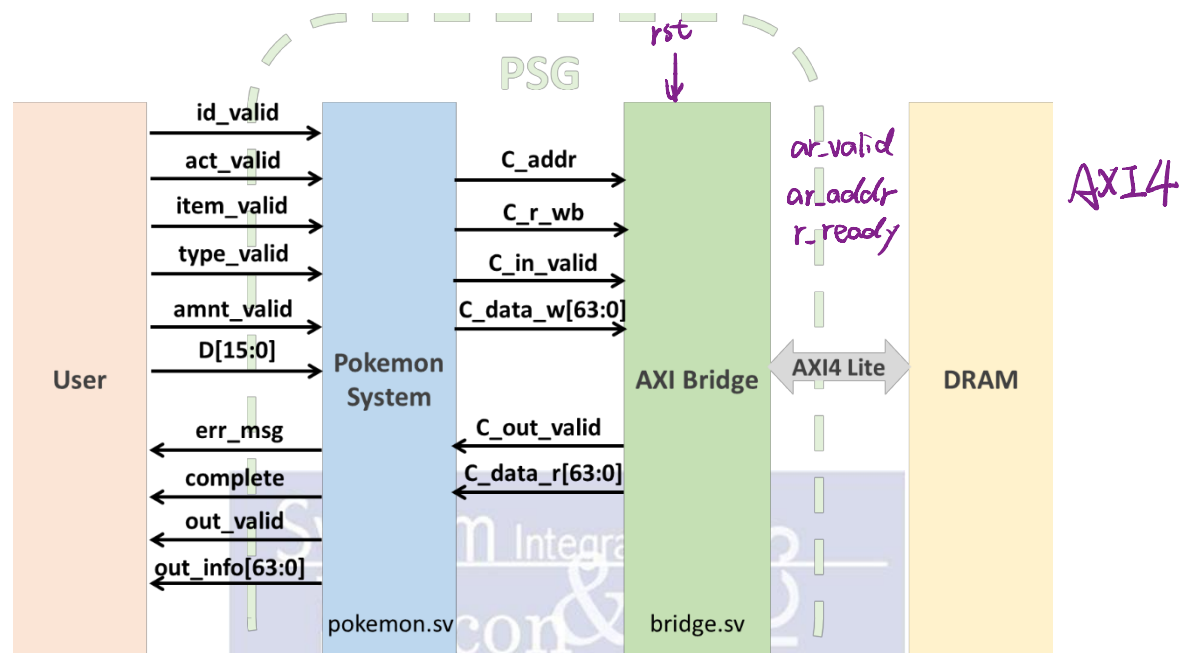 rst
PSG
id_valid
act_valid
item_valid
type_valid
amnt_valid
D[15:0]
User
err_msg
complete
out_valid
out_info[63:0]
Pokemon
System
pokemon.sv
C_addr
C_r_wb
C_in_valid
C_data_w[63:0]
C_out_valid
C_data_r[63:0]
AXI Bridge
bridge.sv
ar_valid
ar_addr
r_ready
AXI4 Lite
DRAM
AXI4
Integra
&